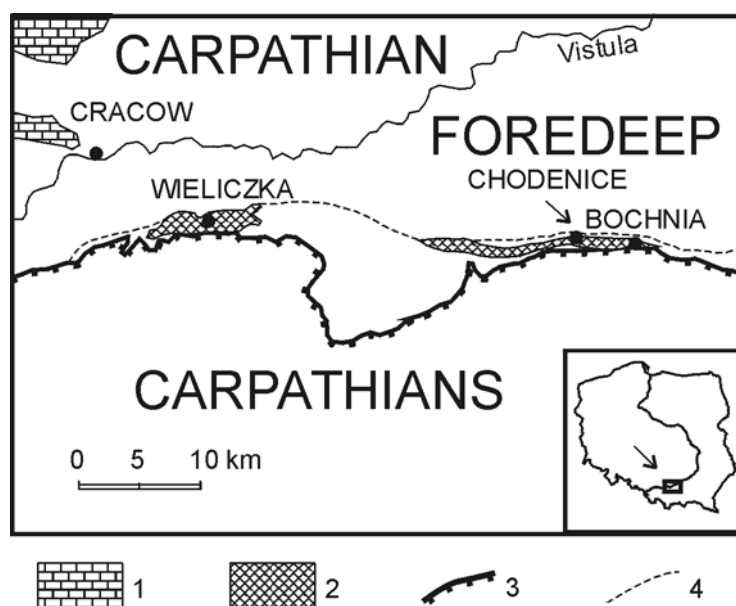 CARPATHIAN
Vistula
CRACOW
FOREDEEP
CHODENICE
WIELICZKA
BOCHNIA
CARPATHIANS
0 5 10 km
1 2 3 4